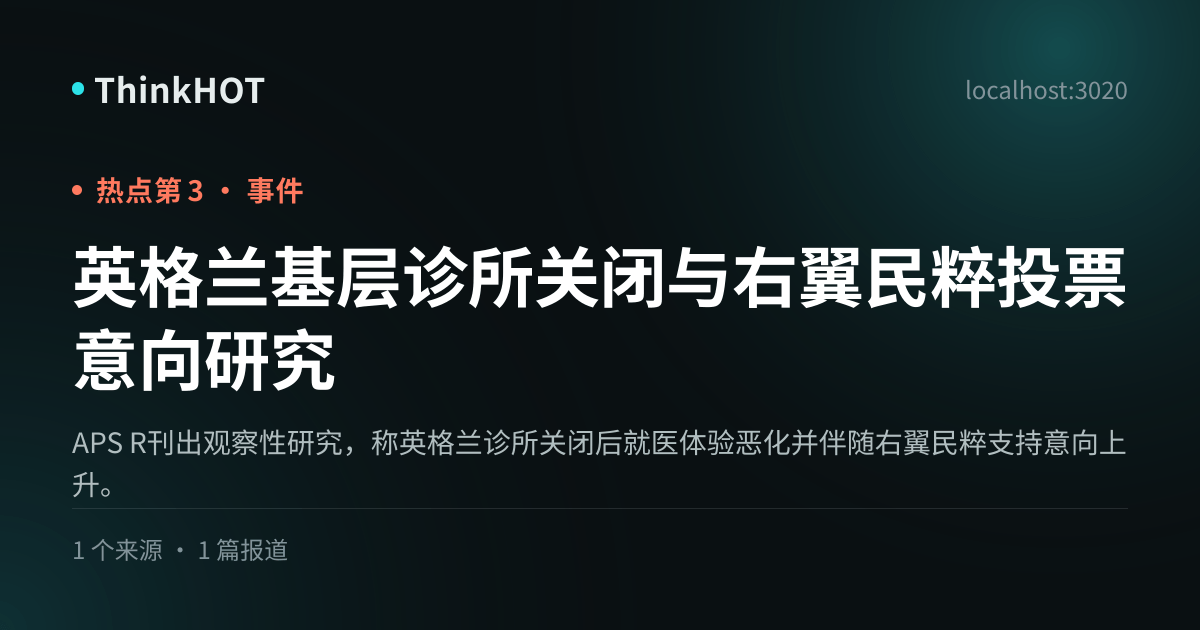 ThinkHOT
localhost:3020
热点第 3 · 事件
英格兰基层诊所关闭与右翼民粹投票
意向研究
APS R刊出观察性研究，称英格兰诊所关闭后就医体验恶化并伴随右翼民粹支持意向上
升。
1 个来源 · 1 篇报道